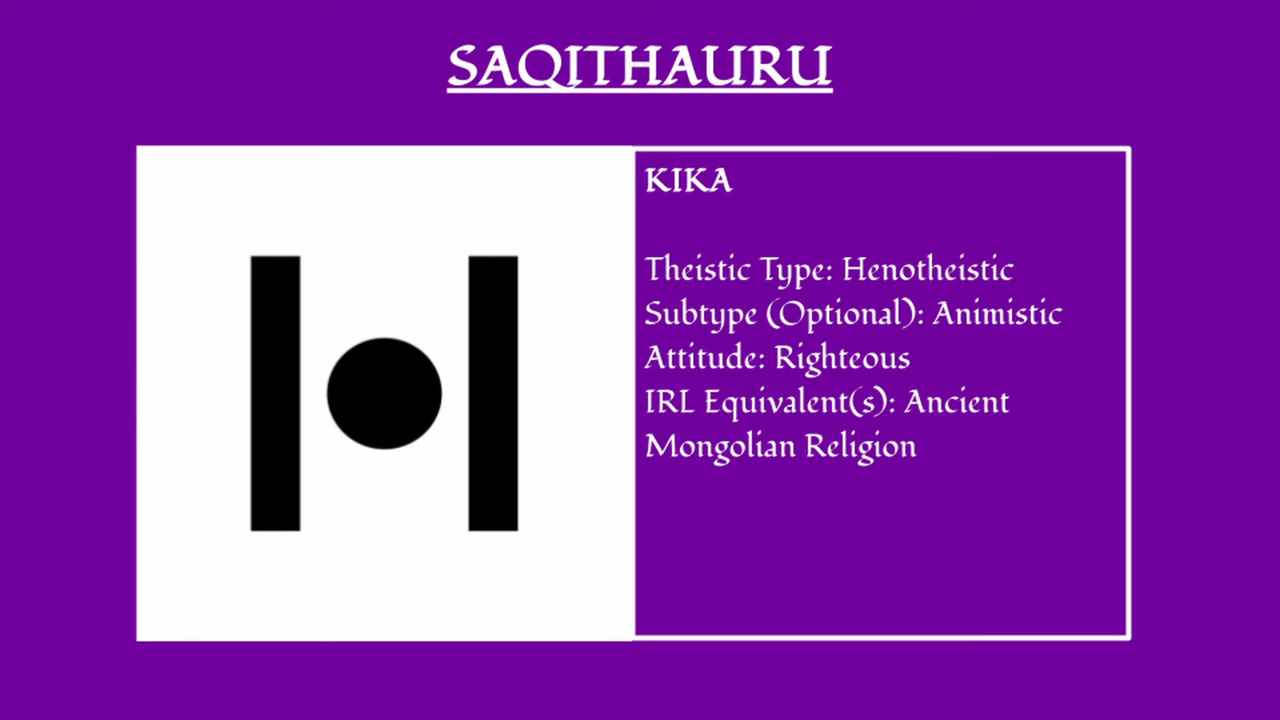 SAQITHAURU
KIKA
Theistic Type: Henotheistic
Subtype (Optional): Animistic
Attitude: Righteous
IRL Equivalent(s): Ancient
Mongolian Religion